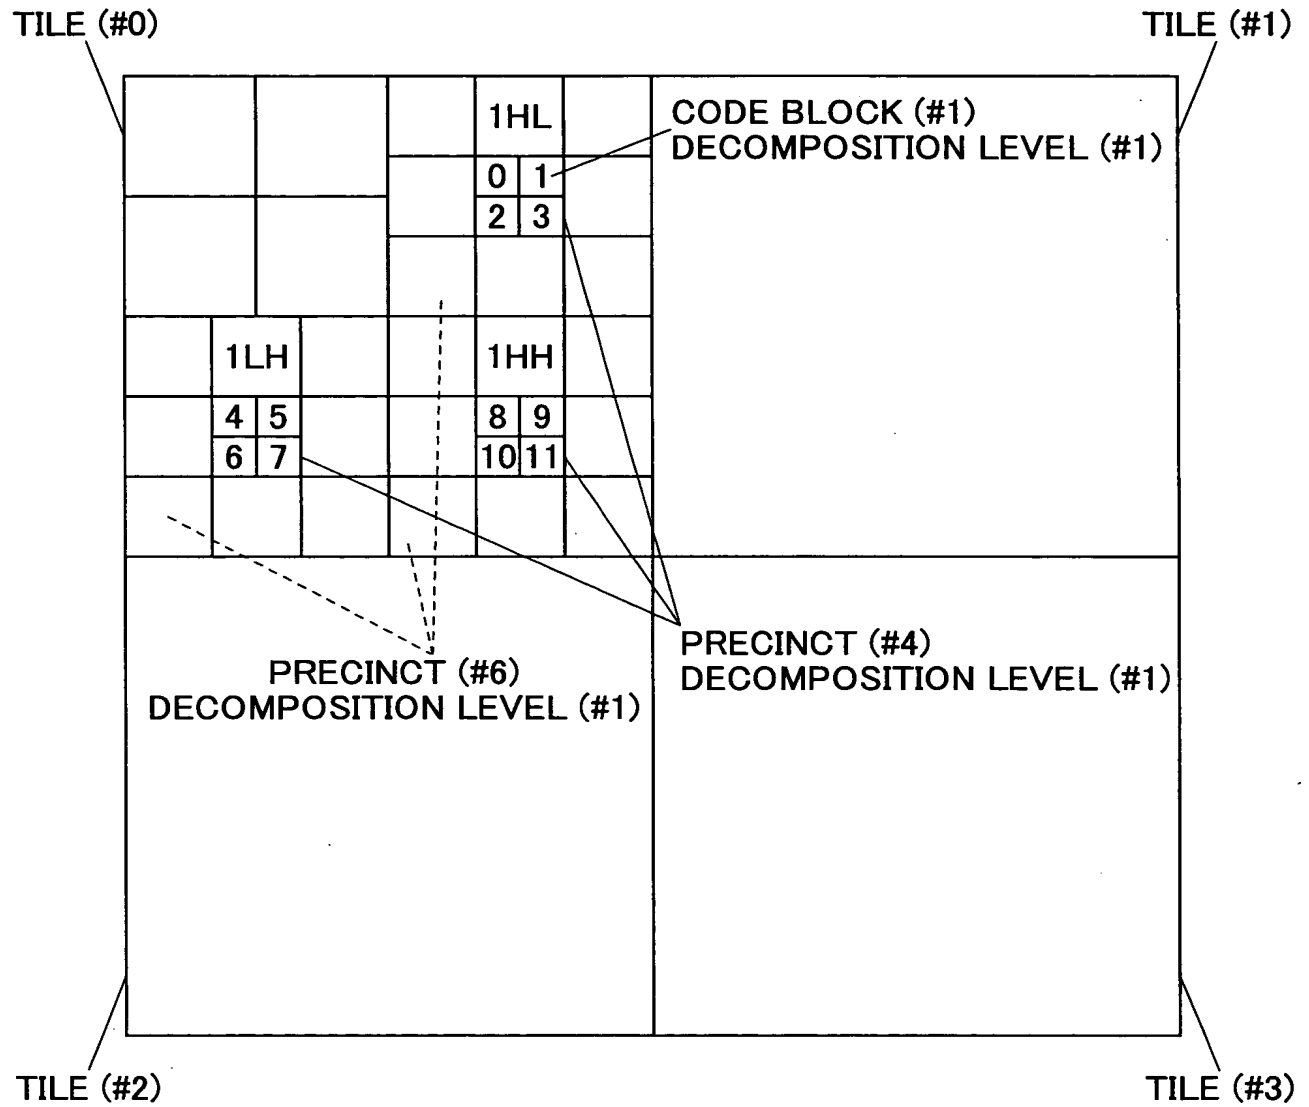 TILE (#0)
TILE (#1)
1HL
CODE BLOCK (#1)
DECOMPOSITION LEVEL (#1)
0 1
2 3
1LH
1HH
4 5
8 9
6 7
10 11
PRECINCT (#4)
DECOMPOSITION LEVEL (#1)
PRECINCT (#6)
DECOMPOSITION LEVEL (#1)
TILE (#2)
TILE (#3)